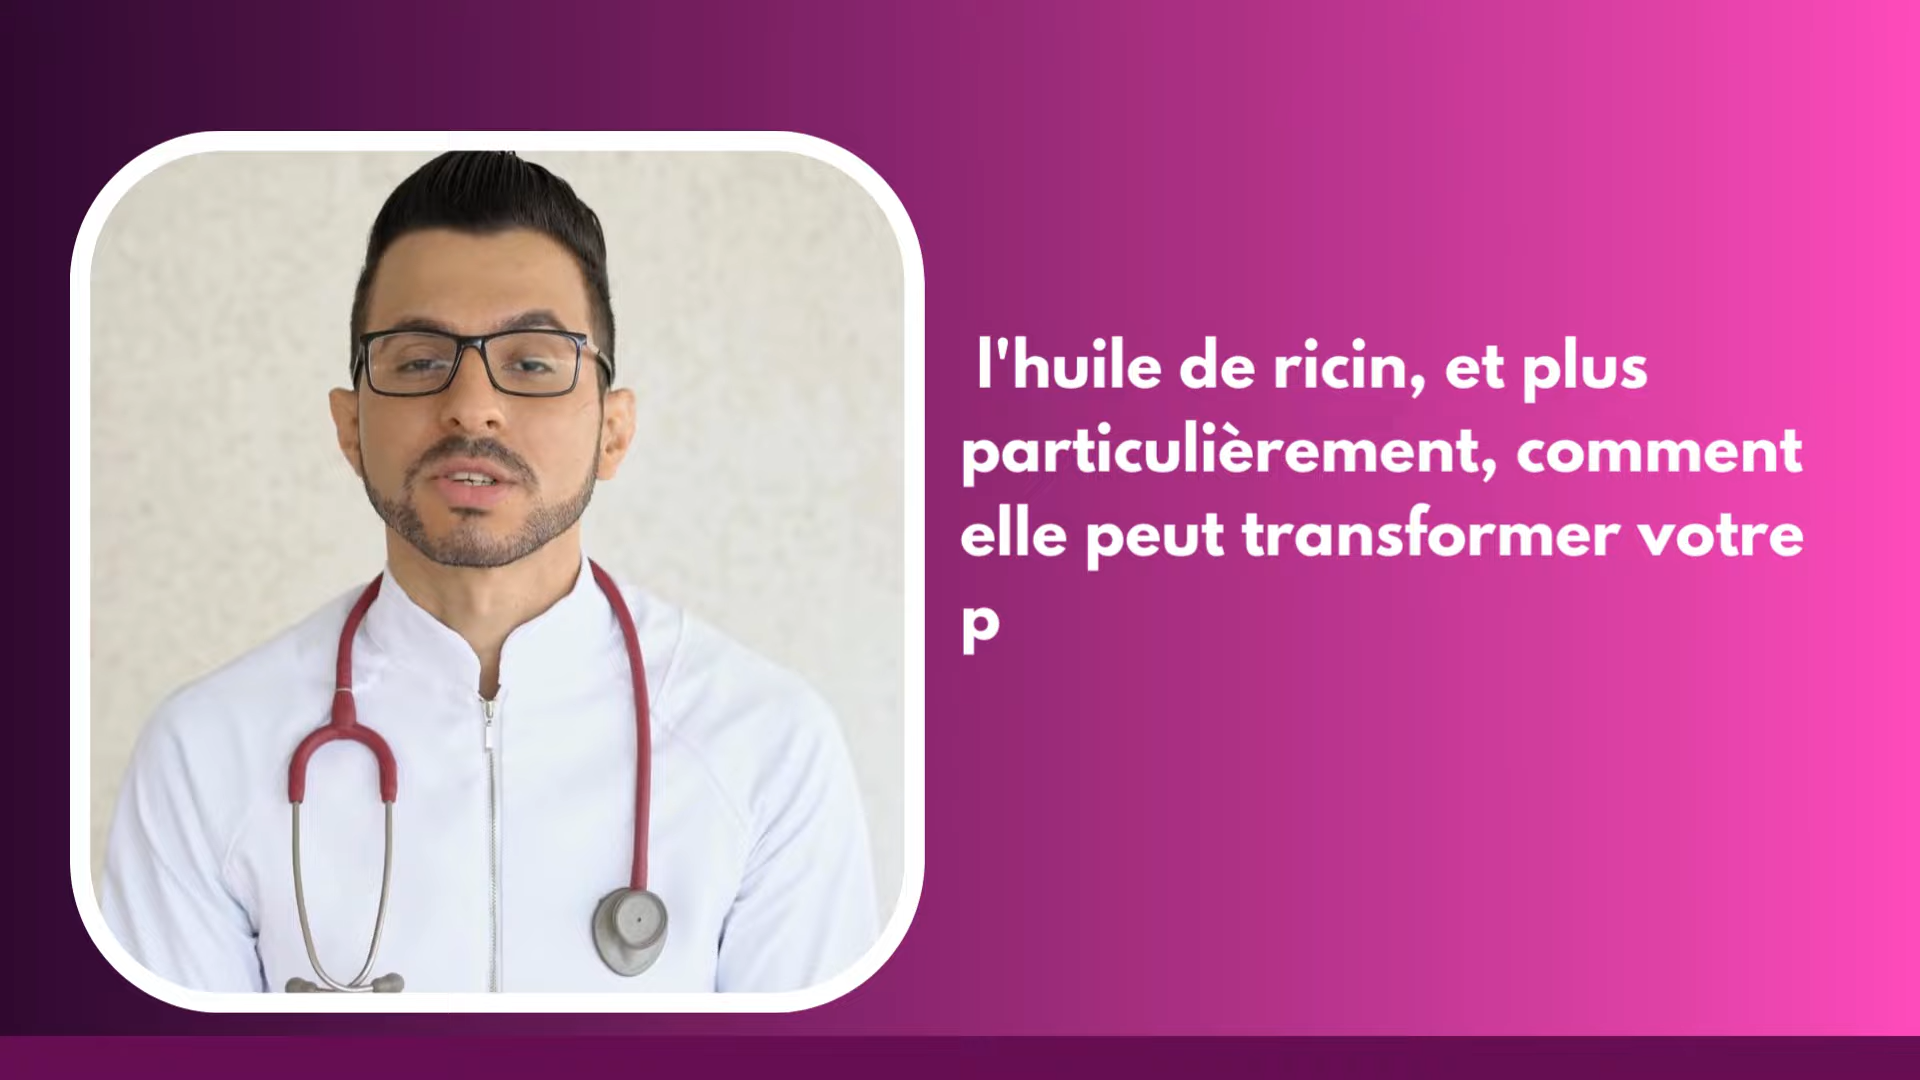 l'huile de ricin, et plus
particulièrement, comment
elle peut transformer votre
p